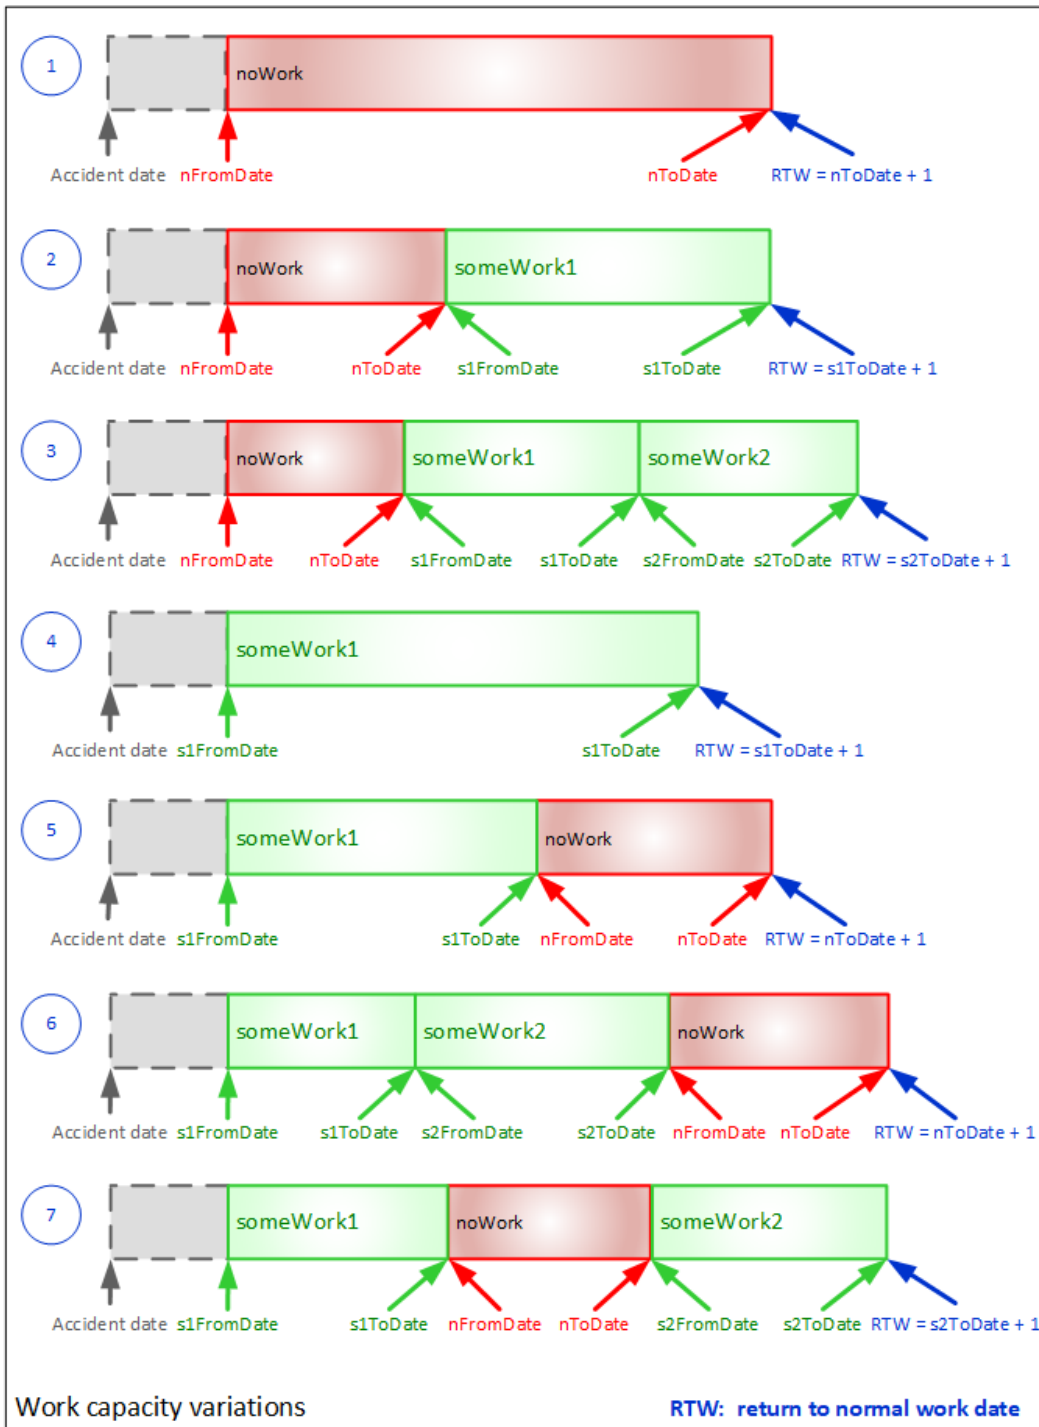 1
noWork
Accident date nFromDate nToDate RTW = nToDate + 1
2
noWork someWork1
Accident date nFromDate nToDate s1FromDate s1ToDate RTW = s1ToDate + 1
3
noWork someWork1 someWork2
Accident date nFromDate nToDate s1FromDate s1ToDate s2FromDate s2ToDate RTW = s2ToDate + 1
4
someWork1
Accident date s1FromDate s1ToDate RTW = s1ToDate + 1
5
someWork1 noWork
Accident date s1FromDate s1ToDate nFromDate nToDate RTW = nToDate + 1
6
someWork1 someWork2 noWork
Accident date s1FromDate s1ToDate s2FromDate s2ToDate nFromDate nToDate RTW = nToDate + 1
7
someWork1 noWork someWork2
Accident date s1FromDate s1ToDate nFromDate nToDate s2FromDate s2ToDate RTW = s2ToDate + 1
Work capacity variations RTW: return to normal work date